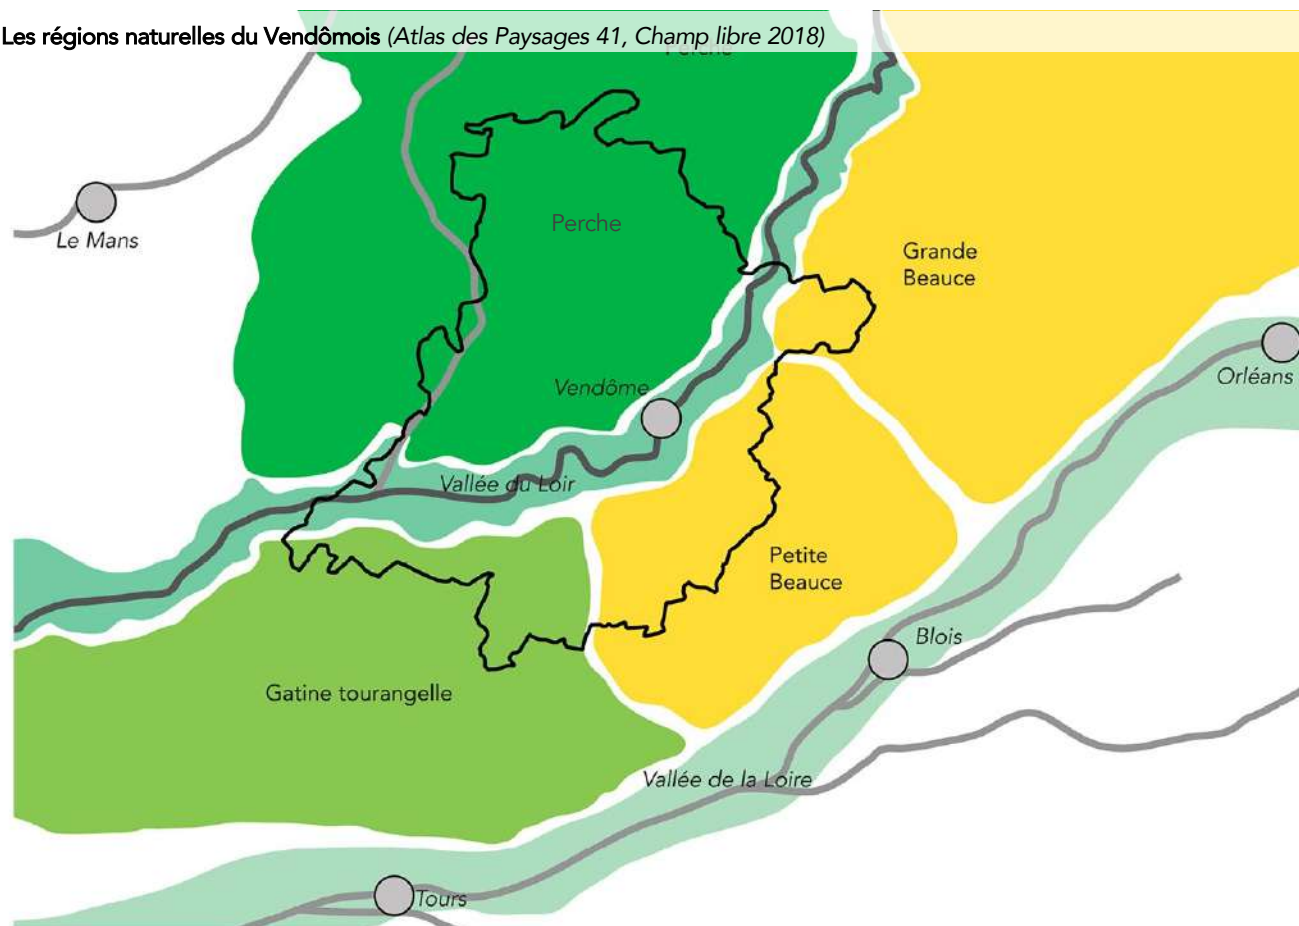 Les régions naturelles du Vendômois (Atlas des Paysages 41, Champ libre 2018)
Perche
Le Mans
Perche
Grande
Beauce
Orléans
Vendôme
Vallée du Loir
Petite
Beauce
Blois
Gatine tourangelle
Vallée de la Loire
Tours